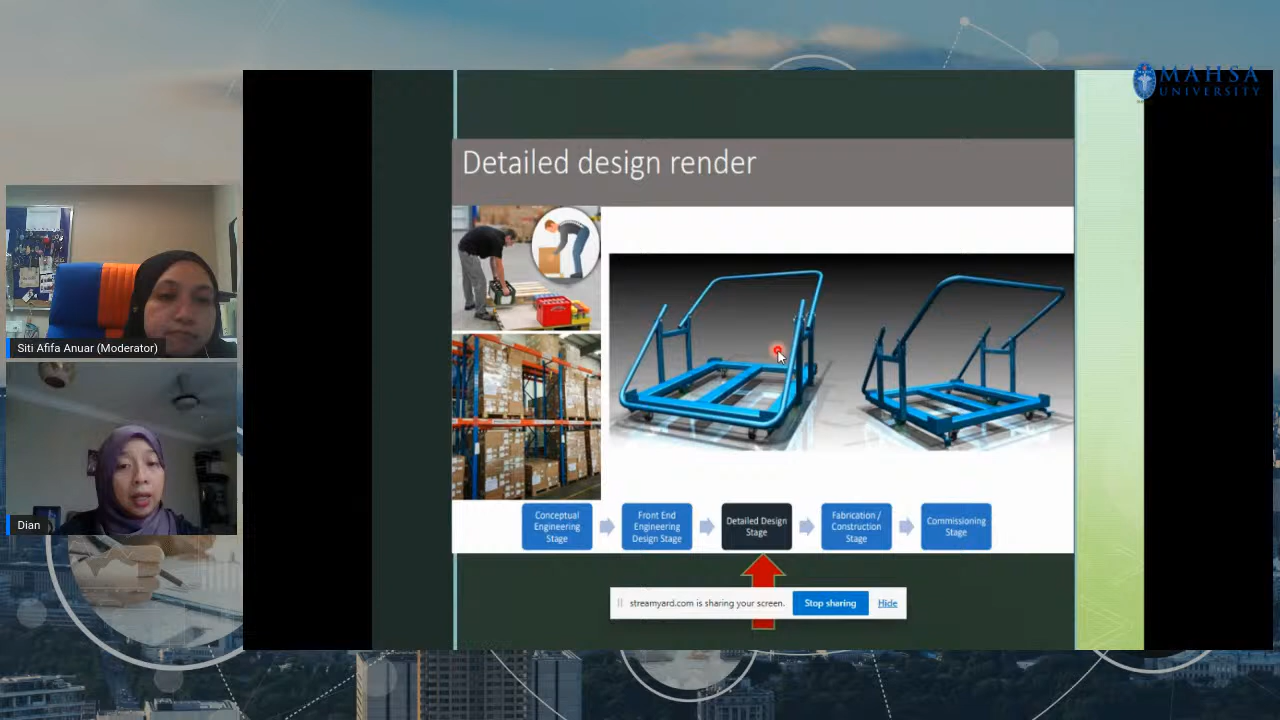 MAHSA
UNIVERSITY
Detailed design render
Siti Afifa Anuar (Moderator)
Dian
Conceptual
Engineering
Stage
Front End
Engineering
Design Stage
Detailed Design
Stage
Fabrication /
Construction
Stage
Commissioning
Stage
streamyard.com is sharing your screen.
Stop sharing
Hide